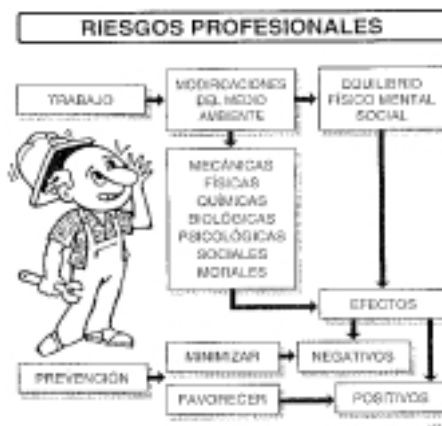 RIESGOS PROFESIONALES
TRABAJO
MODIFICACIONES
DEL MEDIO
AMBIENTE
EQUILIBRIO
FÍSICO MENTAL
SOCIAL
MECÁNICAS
FÍSICAS
QUÍMICAS
BIOLÓGICAS
PSICOLÓGICAS
SOCIALES
MORALES
EFECTOS
MINIMIZAR
NEGATIVOS
PREVENCIÓN
FAVORECER
POSITIVOS